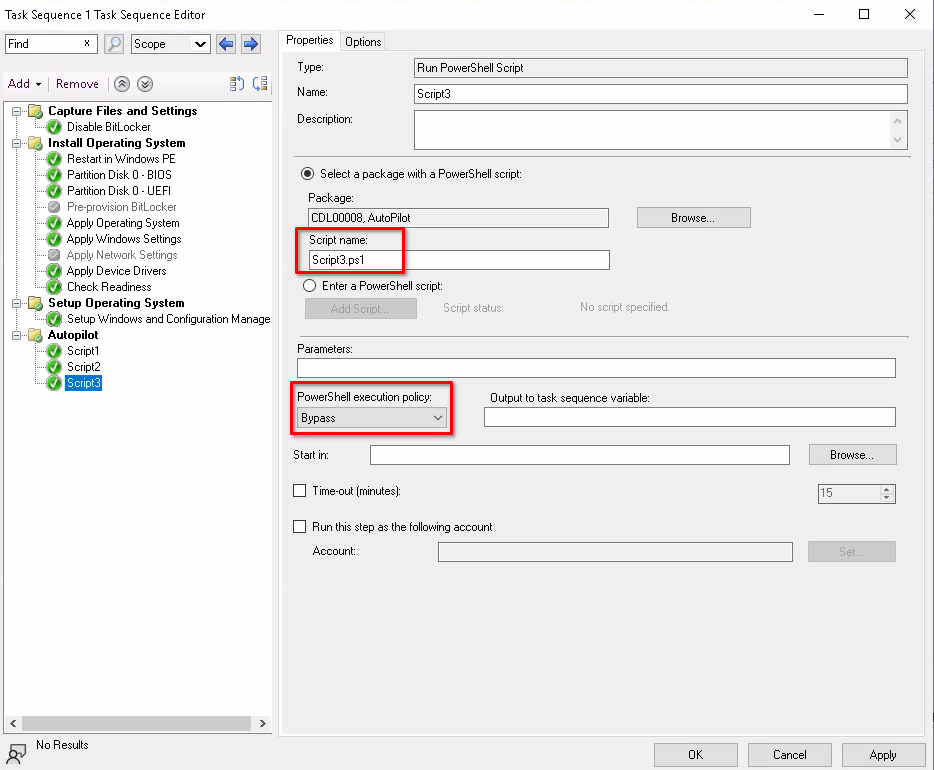 Task Sequence 1 Task Sequence Editor
Find x Scope
Add Remove
Capture Files and Settings
Disable BitLocker
Install Operating System
Restart in Windows PE
Partition Disk 0 - BIOS
Partition Disk 0 - UEFI
Pre-provision BitLocker
Apply Operating System
Apply Windows Settings
Apply Network Settings
Apply Device Drivers
Check Readiness
Setup Operating System
Setup Windows and Configuration Manage
Autopilot
Script1
Script2
Script3
No Results
Properties Options
Type: Run PowerShell Script
Name: Script3
Description:
Select a package with a PowerShell script:
Package:
CDL00008, AutoPilot Browse...
Script name:
Script3.ps1
Enter a PowerShell script:
Add Script... Script status: No script specified.
Parameters:
PowerShell execution policy: Output to task sequence variable:
Bypass
Start in: Browse...
Time-out (minutes): 15
Run this step as the following account
Account: Set...
OK Cancel Apply